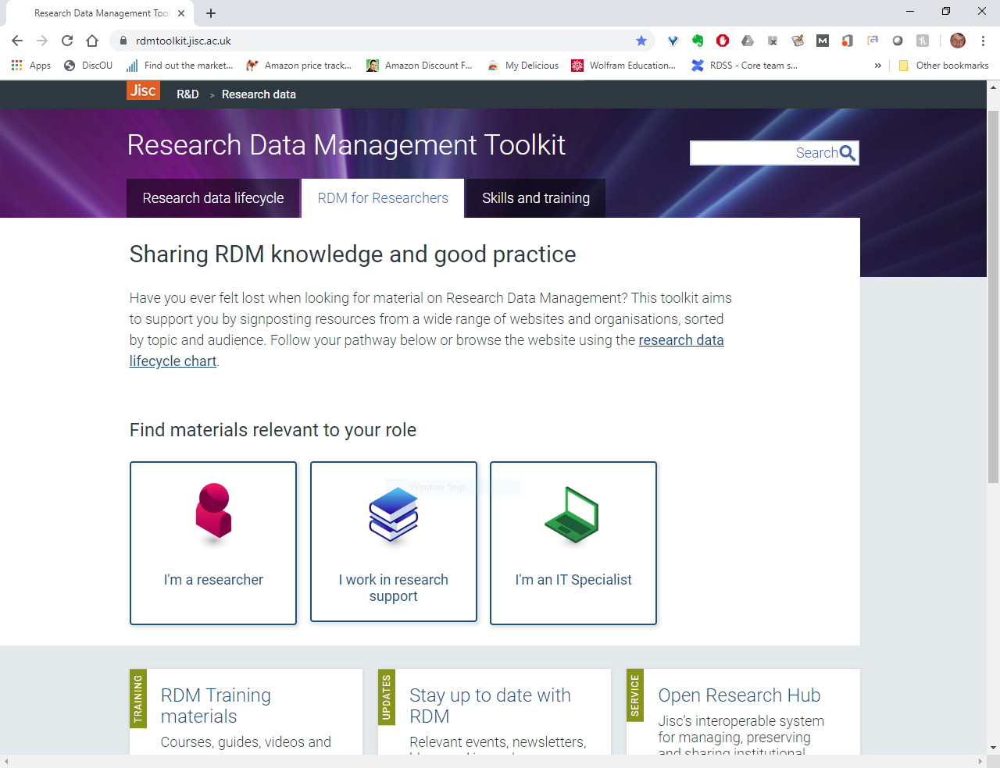 Research Data Management Tool
rdmtoolkit.jisc.ac.uk
Apps DiscOU Find out the market... Amazon price track... Amazon Discount F... My Delicious Wolfram Education... RDSS - Core team s... » Other bookmarks
Jisc R&D > Research data
Research Data Management Toolkit
Search
Research data lifecycle RDM for Researchers Skills and training
Sharing RDM knowledge and good practice
Have you ever felt lost when looking for material on Research Data Management? This toolkit aims
to support you by signposting resources from a wide range of websites and organisations, sorted
by topic and audience. Follow your pathway below or browse the website using the research data
lifecycle chart.
Find materials relevant to your role
Window Snip
I'm a researcher
I work in research
support
I'm an IT Specialist
TRAINING
RDM Training
materials
Courses, guides, videos and
UPDATES
Stay up to date with
RDM
Relevant events, newsletters,
SERVICE
Open Research Hub
Jisc’s interoperable system
for managing, preserving
and sharing institutional